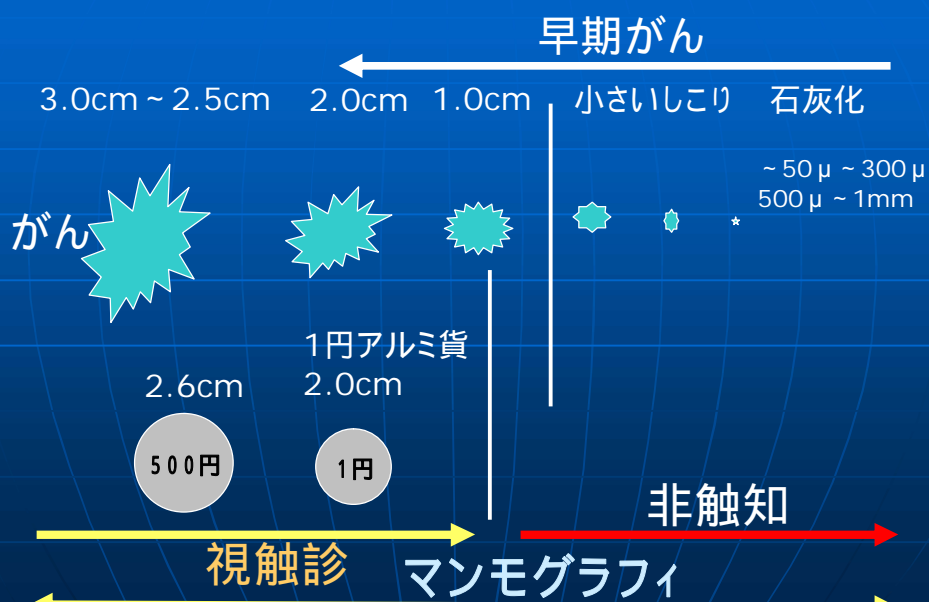 早期がん
3.0cm～2.5cm 2.0cm 1.0cm 小さいしこり 石灰化
～50μ～300μ
500μ～1mm
がん
1円アルミ貨
2.6cm 2.0cm
500円 1円
非触知
視触診 マンモグラフィ